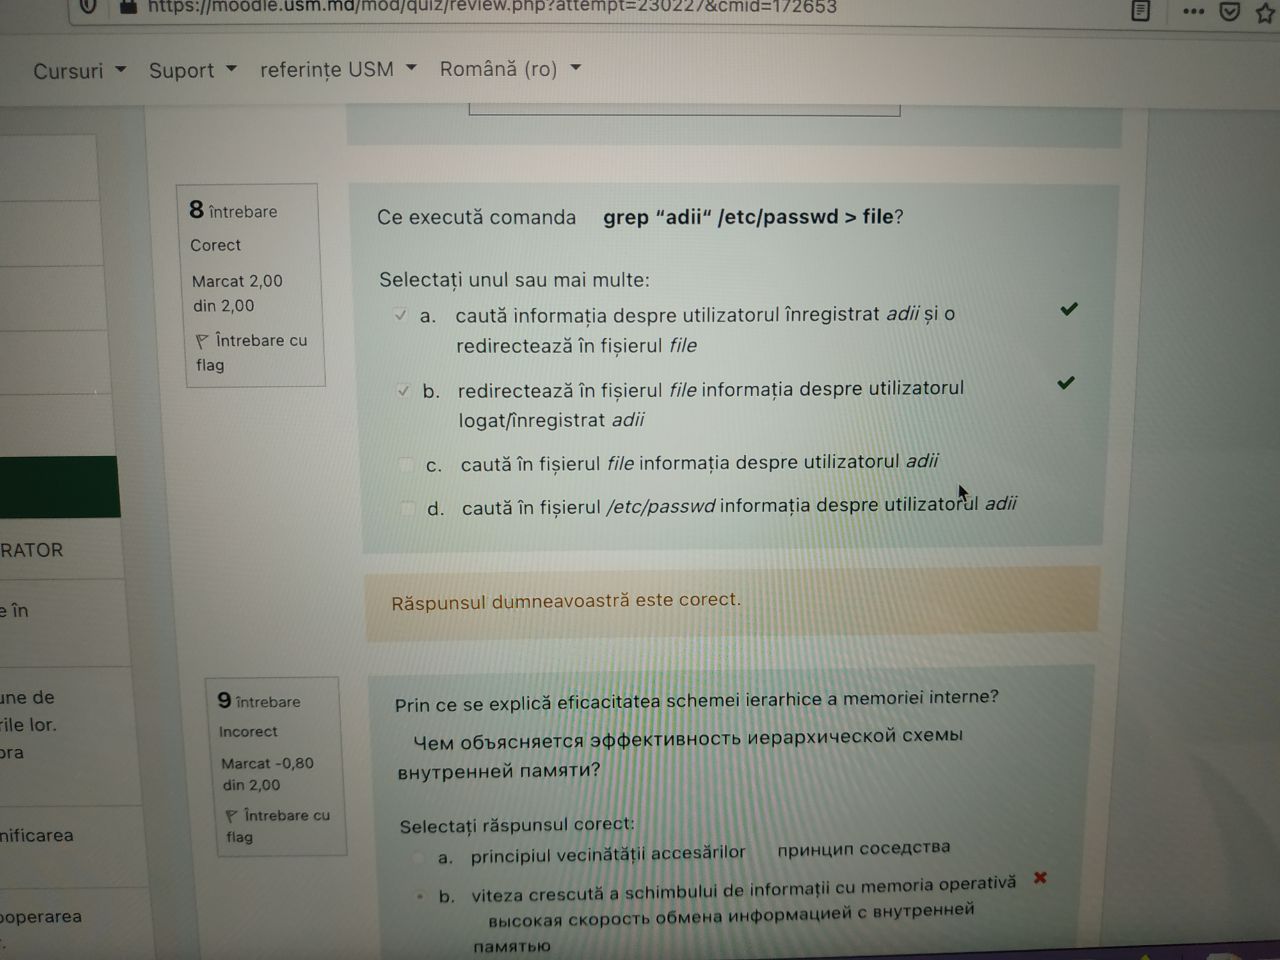 https://moodle.usm.md/mod/quiz/review.php?attempt=230227&cmid=172653
Cursuri Suport referințe USM Română (ro)
8 întrebare
Corect
Marcat 2,00
din 2,00
Întrebare cu
flag
Ce execută comanda grep “adii“ /etc/passwd > file?
Selectați unul sau mai multe:
a. caută informația despre utilizatorul înregistrat adii și o
redirectează în fișierul file
b. redirectează în fișierul file informația despre utilizatorul
logat/înregistrat adii
c. caută în fișierul file informația despre utilizatorul adii
d. caută în fișierul /etc/passwd informația despre utilizatorul adii
Răspunsul dumneavoastră este corect.
RATOR
e în
une de
rile lor.
ora
nificarea
ooperarea
9 întrebare
Incorect
Marcat -0,80
din 2,00
Întrebare cu
flag
Prin ce se explică eficacitatea schemei ierarhice a memoriei interne?
Чем объясняется эффективность иерархической схемы
внутренней памяти?
Selectați răspunsul corect:
a. principiul vecinătății accesărilor принцип соседства
b. viteza crescută a schimbului de informații cu memoria operativă
высокая скорость обмена информацией с внутренней
памятью